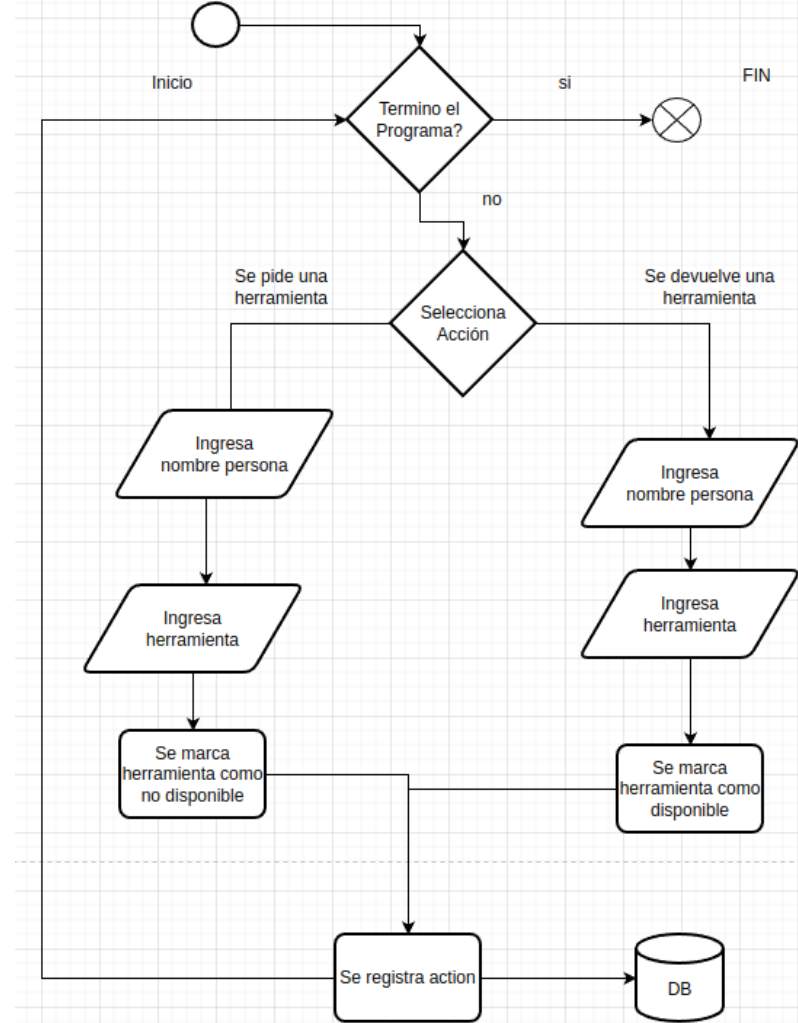 Inicio
Termino el
Programa?
si
FIN
no
Se pide una
herramienta
Selecciona
Acción
Se devuelve una
herramienta
Ingresa
nombre persona
Ingresa
nombre persona
Ingresa
herramienta
Ingresa
herramienta
Se marca
herramienta como
no disponible
Se marca
herramienta como
disponible
Se registra action
DB